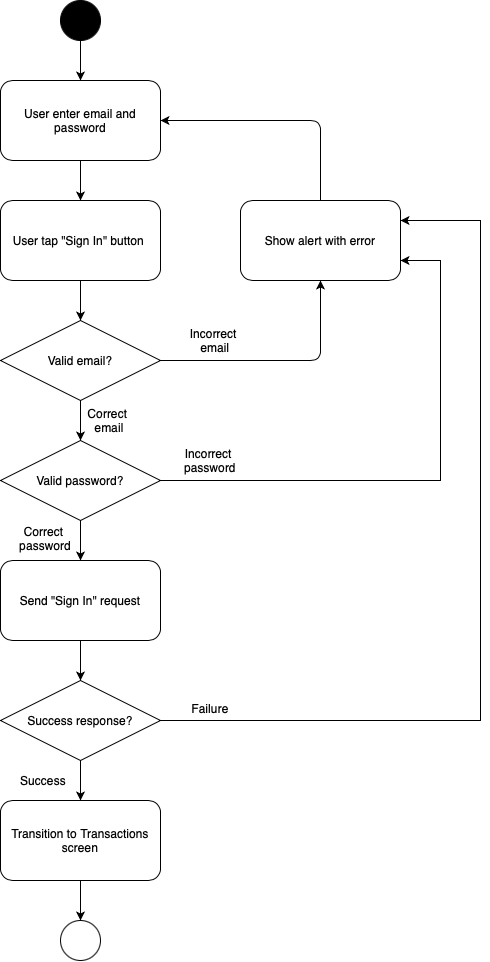 User enter email and
password
User tap "Sign In" button
Show alert with error
Incorrect
email
Valid email?
Correct
email
Incorrect
password
Valid password?
Correct
password
Send "Sign In" request
Failure
Success response?
Success
Transition to Transactions
screen